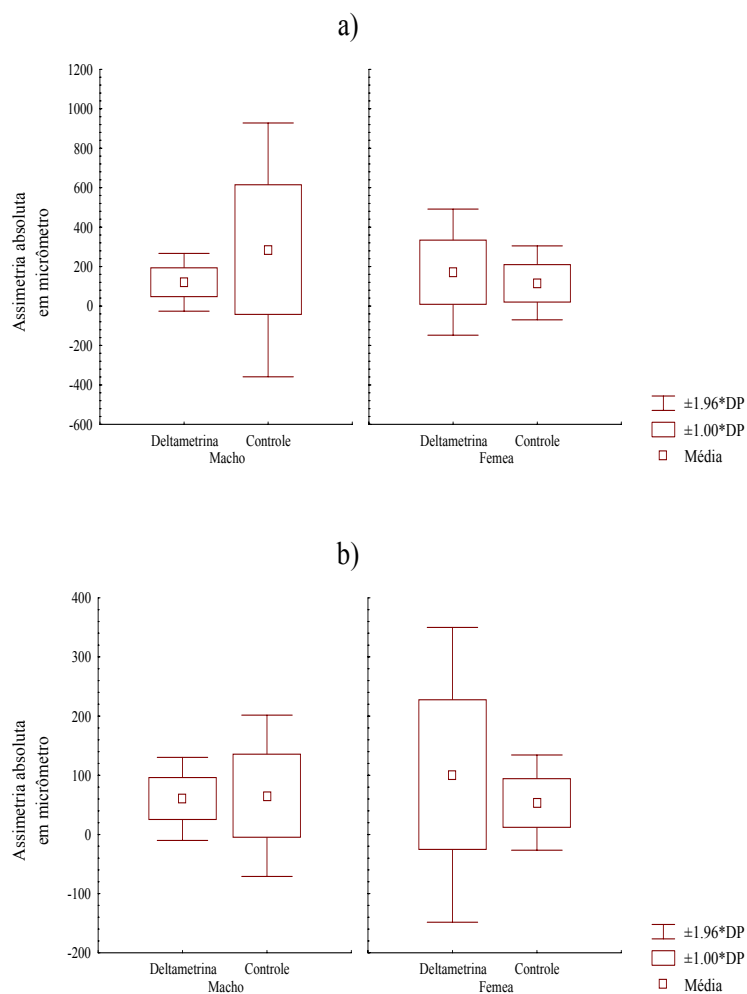 a)
1200
1000
800
600
400
200
0
-200
-400
-600
Assimetria absoluta
em micrômetro
Deltametrina Controle
Macho
Deltametrina Controle
Femea
±1.96*DP
±1.00*DP
Média
b)
400
300
200
100
0
-100
-200
Assimetria absoluta
em micrômetro
Deltametrina Controle
Macho
Deltametrina Controle
Femea
±1.96*DP
±1.00*DP
Média